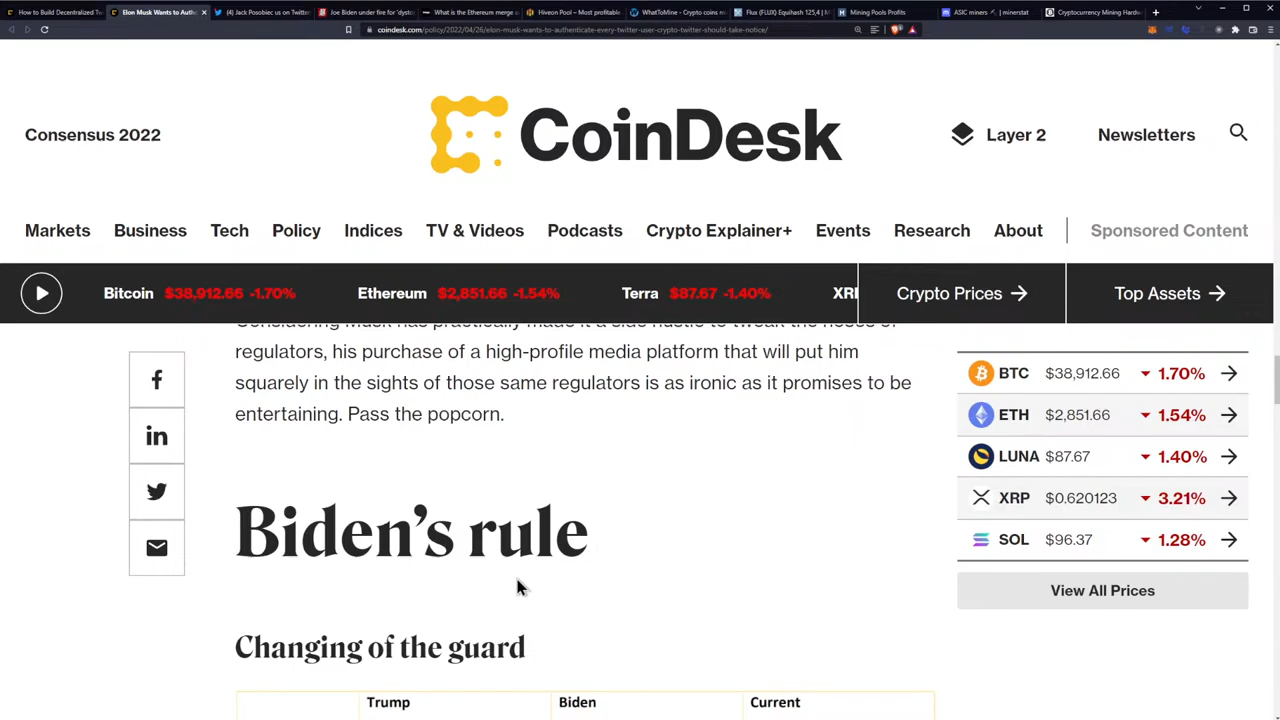 How to Build Decentralized Tw
Elon Musk Wants to Auth
(4) Jack Posobiec us on Twitter
Joe Biden under fire for 'dysto
What is the Ethereum merge
Hiveon Pool – Most profitable
WhatToMine - Crypto coins m
Flux (FLUX) Equihash 125,4 | M
Mining Pools Profits
ASIC miners | minerstat
Cryptocurrency Mining Hardw
coindesk.com/policy/2022/04/26/elon-musk-wants-to-authenticate-every-twitter-user-crypto-twitter-should-take-notice/
Consensus 2022
CoinDesk
Layer 2
Newsletters
Markets
Business
Tech
Policy
Indices
TV & Videos
Podcasts
Crypto Explainer+
Events
Research
About
Sponsored Content
Bitcoin $38,912.66 -1.70%
Ethereum $2,851.66 -1.54%
Terra $87.67 -1.40%
XRI
Crypto Prices
Top Assets
Considering Musk has practically made it a side hustle to tweak the noses of
regulators, his purchase of a high-profile media platform that will put him
squarely in the sights of those same regulators is as ironic as it promises to be
entertaining. Pass the popcorn.
Biden's rule
Changing of the guard
Trump
Biden
Current
BTC $38,912.66 1.70%
ETH $2,851.66 1.54%
LUNA $87.67 1.40%
XRP $0.620123 3.21%
SOL $96.37 1.28%
View All Prices